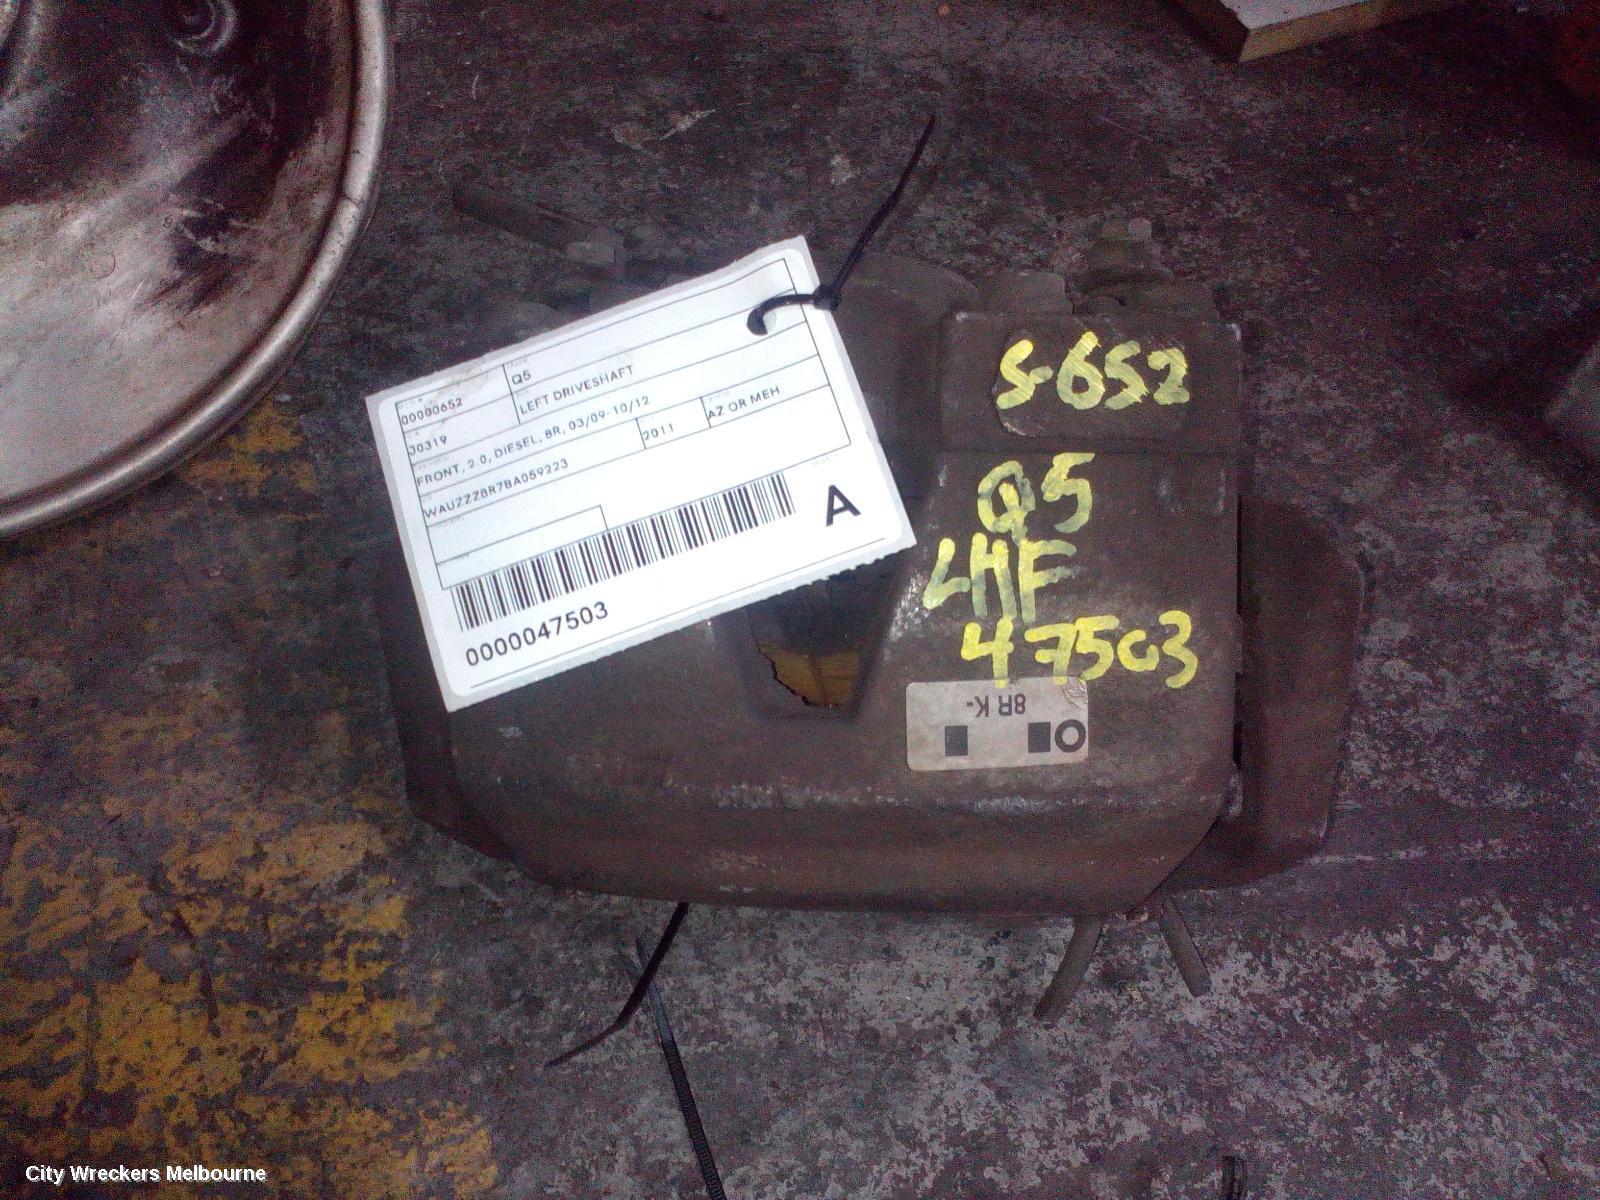 00000652
Q5
J0319
LEFT DRIVESHAFT
FRONT, 2.0, DIESEL, 8R, 03/09-10/12
WAUZZZ8R7BA059223
2011
AZ OR MEH
A
0000047503
S-652
Q5
LHF
47503
8R K-
City Wreckers Melbourne